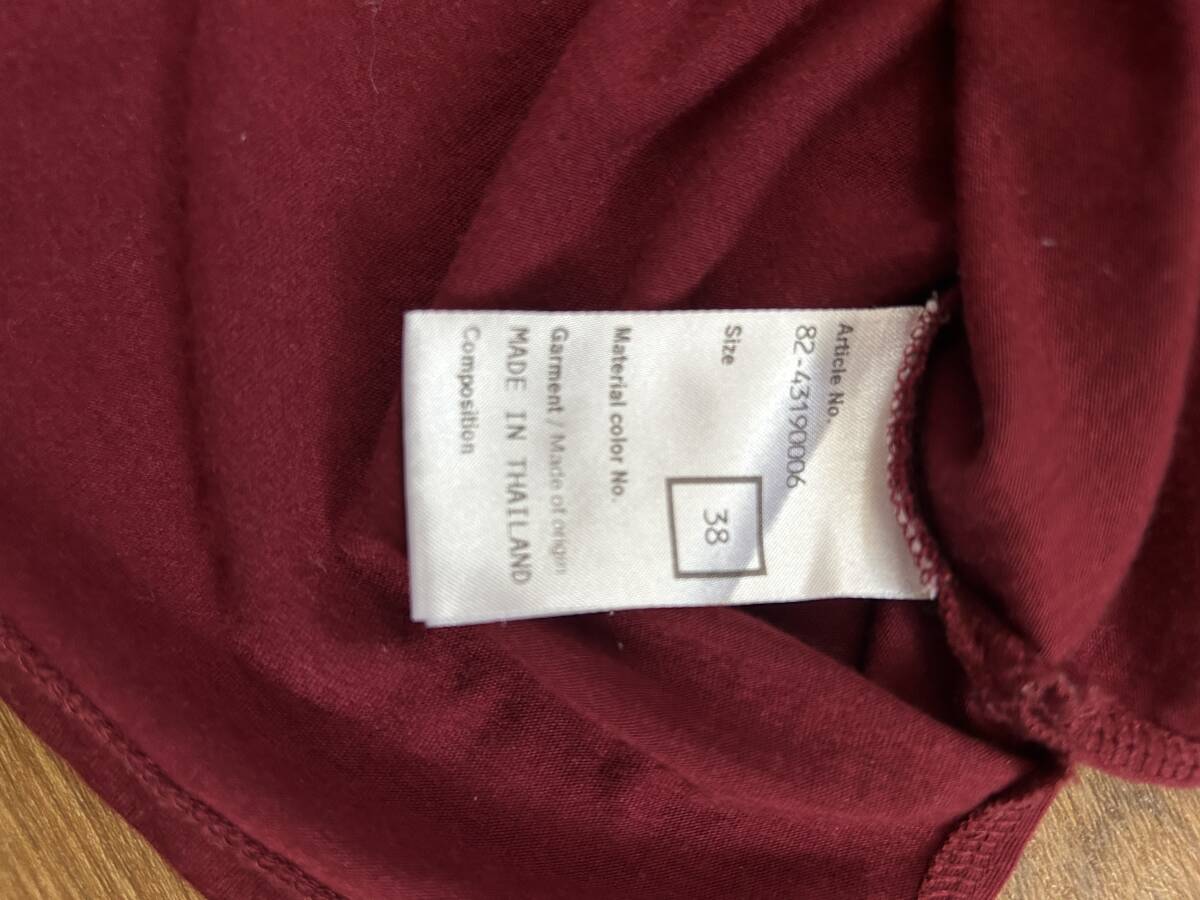 Article No.
82-43190006
Size
38
Material color No.
Garment / Made of origin
MADE IN THAILAND
Composition